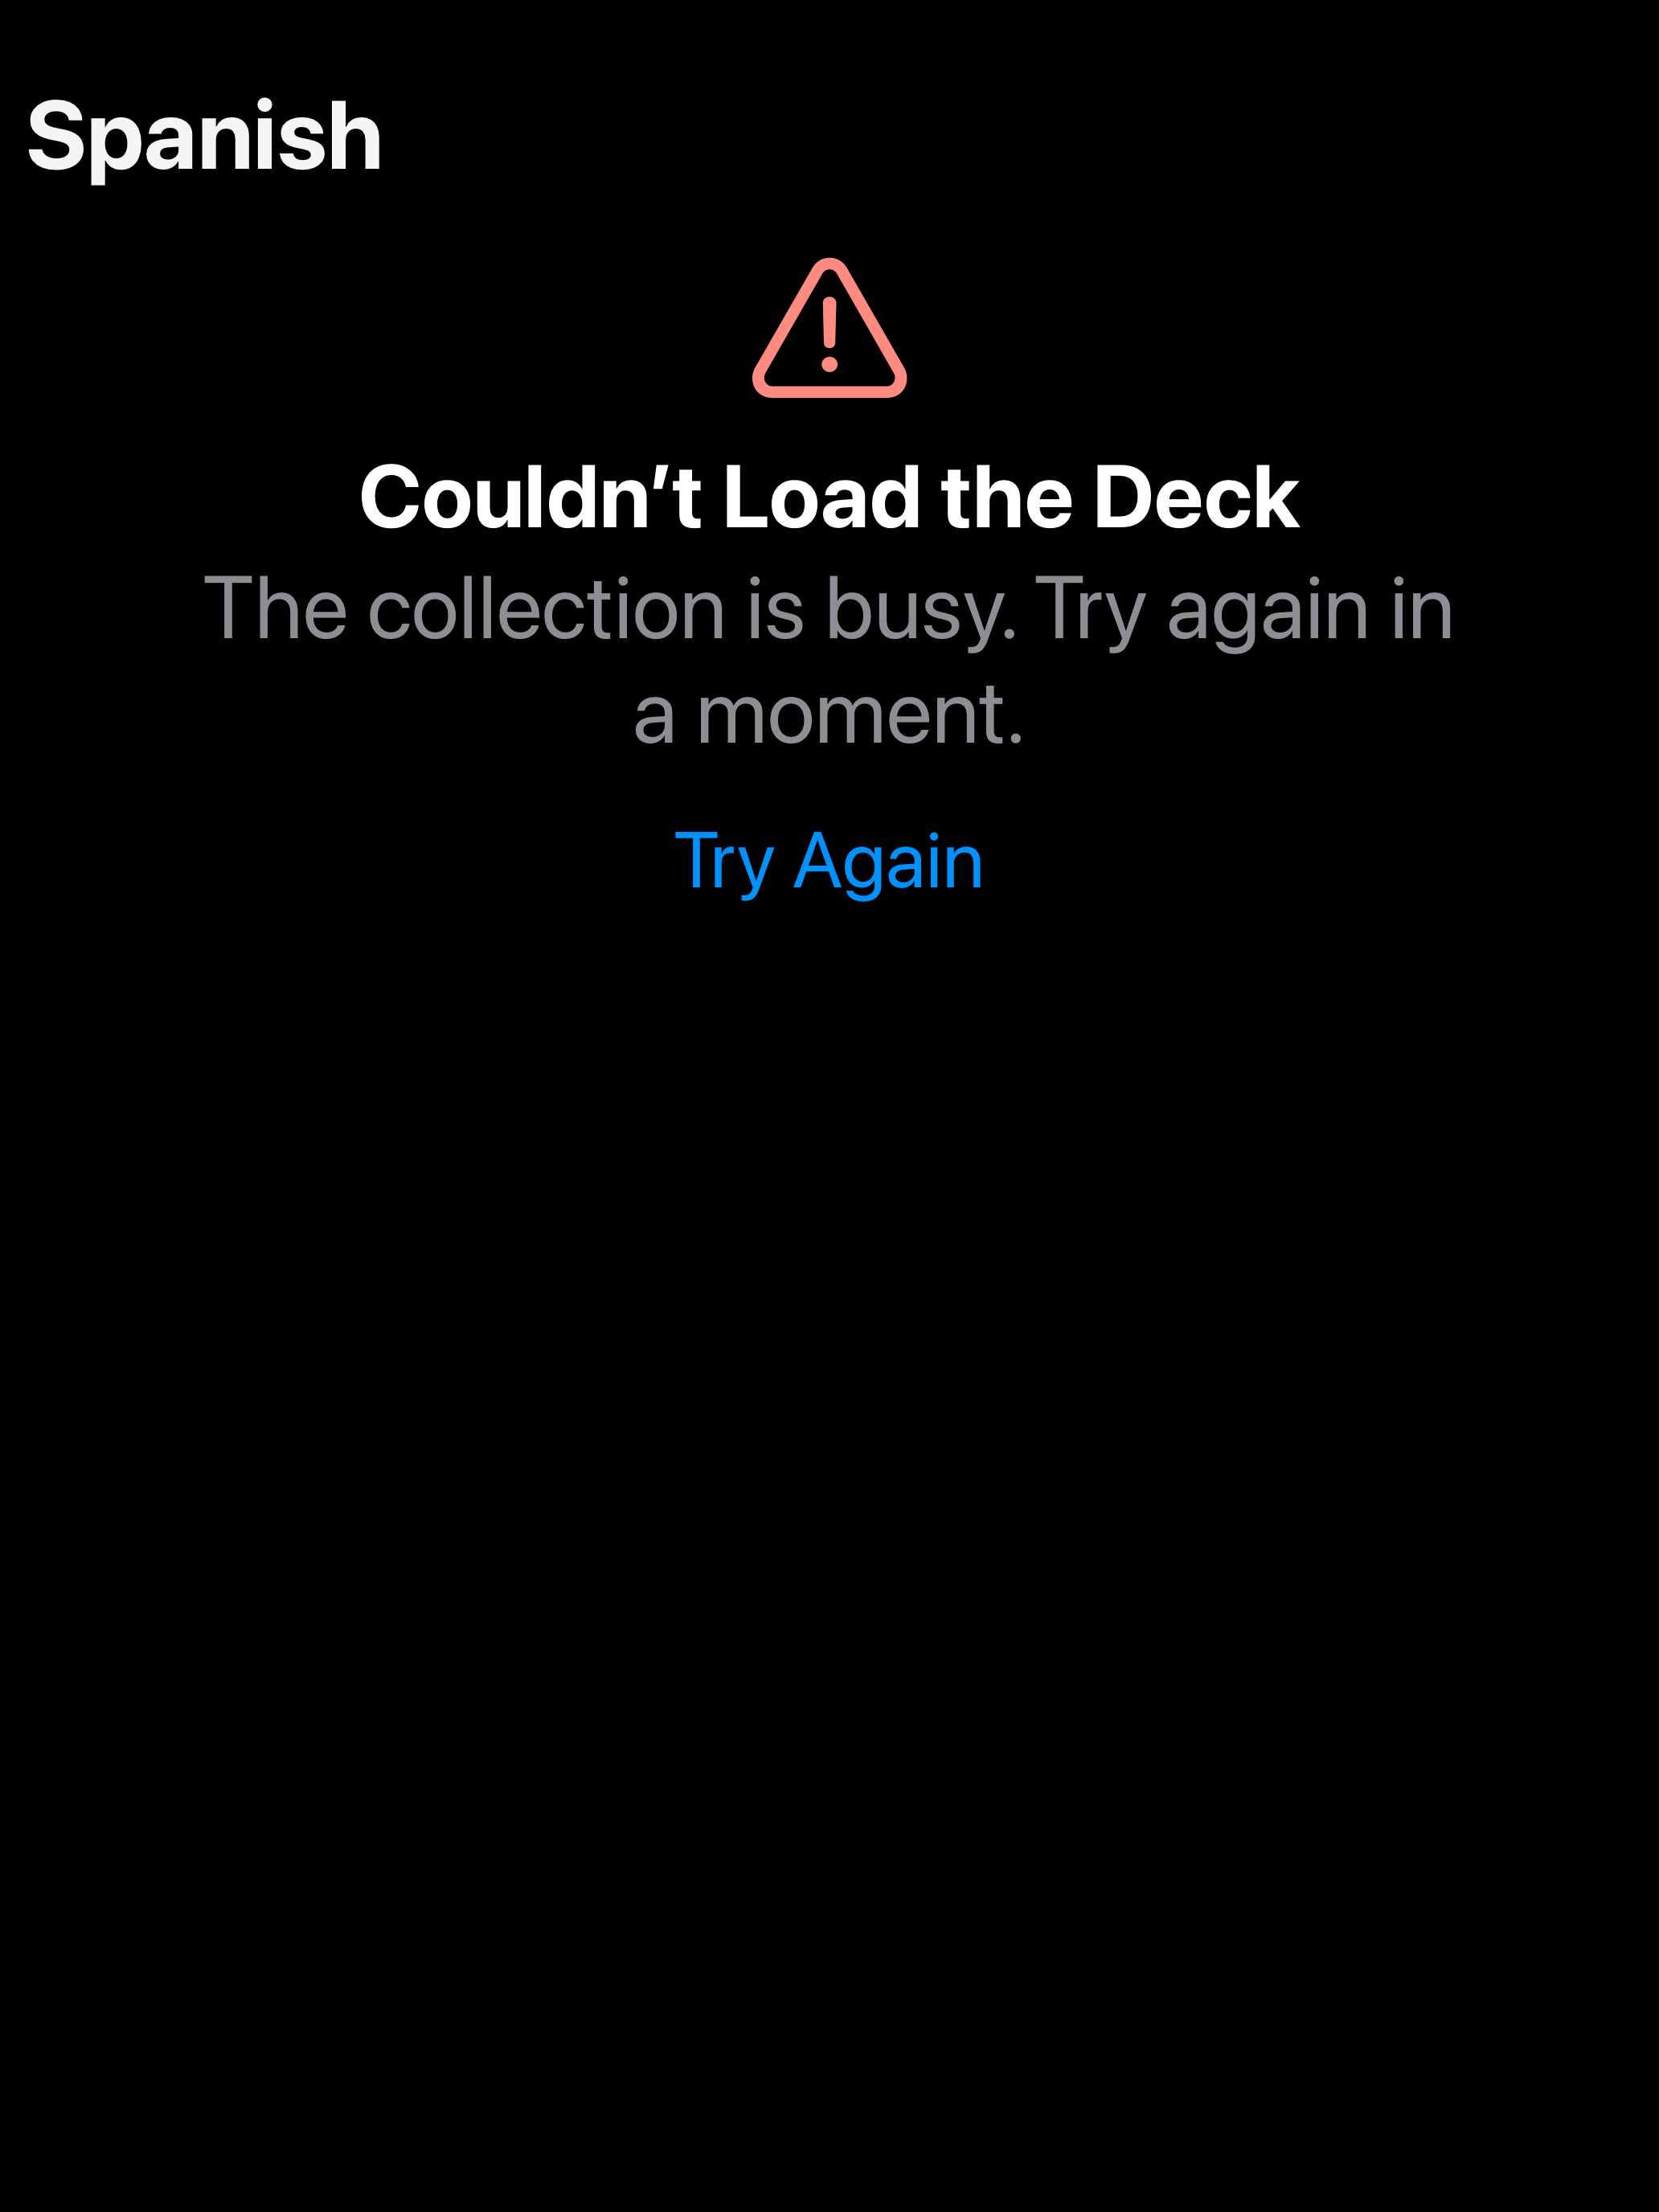 Spanish
Couldn’t Load the Deck
The collection is busy. Try again in
a moment.
Try Again